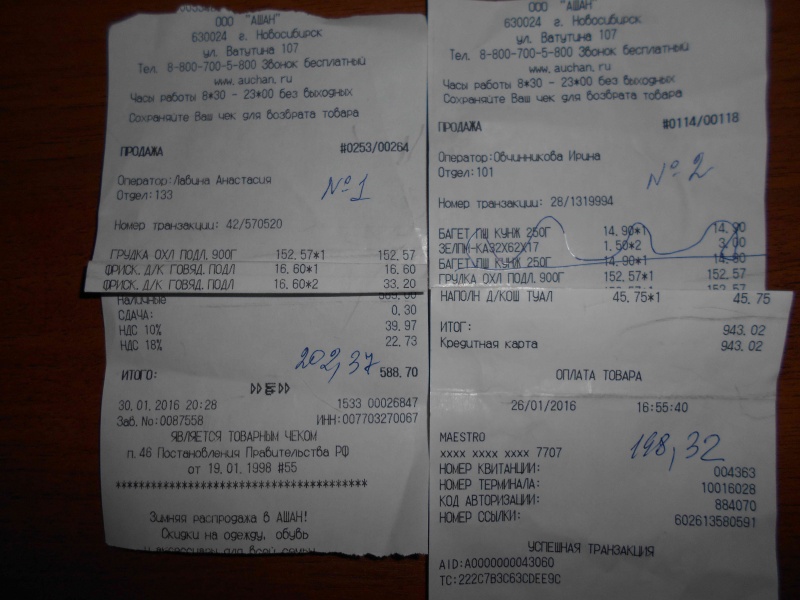 ООО "АШАН"
630024 г. Новосибирск
ул. Ватутина 107
Тел. 8-800-700-5-800 Звонок бесплатный
www.auchan.ru
Часы работы 8*30 - 23*00 без выходных
Сохраняйте Ваш чек для возврата товара
ПРОДАЖА #0253/00264
Оператор:Лавина Анастасия
Отдел:133
№1
Номер транзакции: 42/570520
ГРУДКА ОХЛ ПОДЛ,900Г 152,57*1 152,57
ФРИСК.Д/К ГОВЯД.ПОДЛ 16.60*1 16.60
ФРИСК.Д/К ГОВЯД.ПОДЛ 16.60*2 33,20
Наличные
СДАЧА: 0,30
НДС 10% 39,97
НДС 18% 22,73
202,37
ИТОГО: 588,70
30.01.2016 20:28 1533 00026847
Зав.No:0087558 ИНН:007703270067
ЯВЛЯЕТСЯ ТОВАРНЫМ ЧЕКОМ
п.46 Постановления Правительства РФ
от 19.01.1998 #55
****************************************
Зимняя распродажа в АШАН!
Скидки на одежду, обувь
ООО "АШАН"
630024 г. Новосибирск
ул. Ватутина 107
Тел. 8-800-700-5-800 Звонок бесплатный
www.auchan.ru
Часы работы 8*30 - 23*00 без выходных
Сохраняйте Ваш чек для возврата товара
ПРОДАЖА #0114/00118
Оператор:Овчинникова Ирина
Отдел:101
№2
Номер транзакции: 28/1319994
БАГЕТ ПШ КУНЖ 250Г 14.90*1 14.90
ЗЕЛПК-КА32Х62Х17 1.50*2 3,00
БАГЕТ ПШ КУНЖ 250Г 14.90*1 14.90
ГРУДКА ОХЛ ПОДЛ,900Г 152,57*1 152,57
НАПОЛН Д/КОШ ТУАЛ 45,75*1 45,75
ИТОГ: 943,02
Кредитная карта 943,02
ОПЛАТА ТОВАРА
26/01/2016 16:55:40
MAESTRO
xxxx xxxx xxxx 7707
198,32
НОМЕР КВИТАНЦИИ: 004363
НОМЕР ТЕРМИНАЛА: 10016028
КОД АВТОРИЗАЦИИ: 884070
НОМЕР ССЫЛКИ: 602613580591
УСПЕШНАЯ ТРАНЗАКЦИЯ
AID:A0000000043060
TC:222C7B3C63CDEE9C